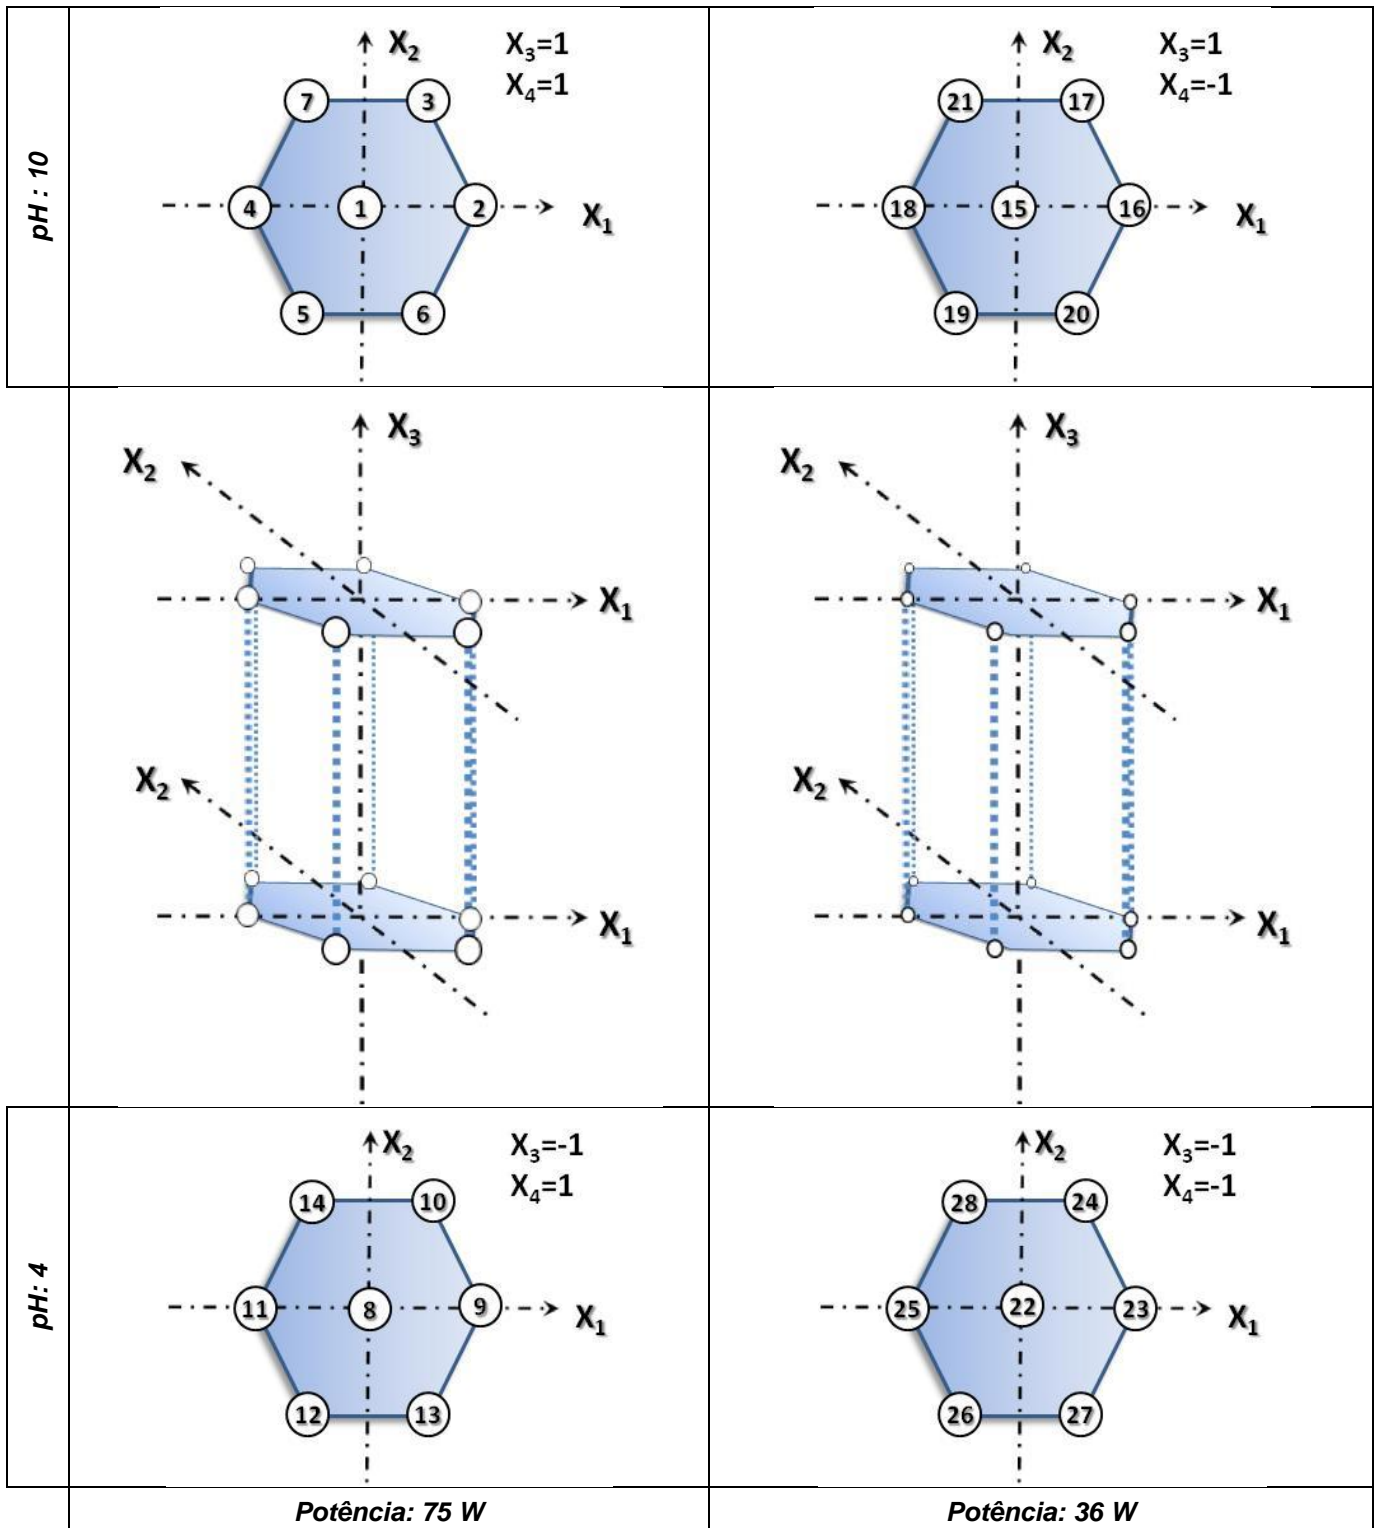 pH : 10
X2
X3=1
X4=1
7
3
4
1
2
X1
5
6
X2
X3=1
X4=-1
21
17
18
15
16
X1
19
20
X3
X2
X1
X2
X1
X3
X2
X1
X2
X1
pH: 4
X2
X3=-1
X4=1
14
10
11
8
9
X1
12
13
X2
X3=-1
X4=-1
28
24
25
22
23
X1
26
27
Potência: 75 W
Potência: 36 W